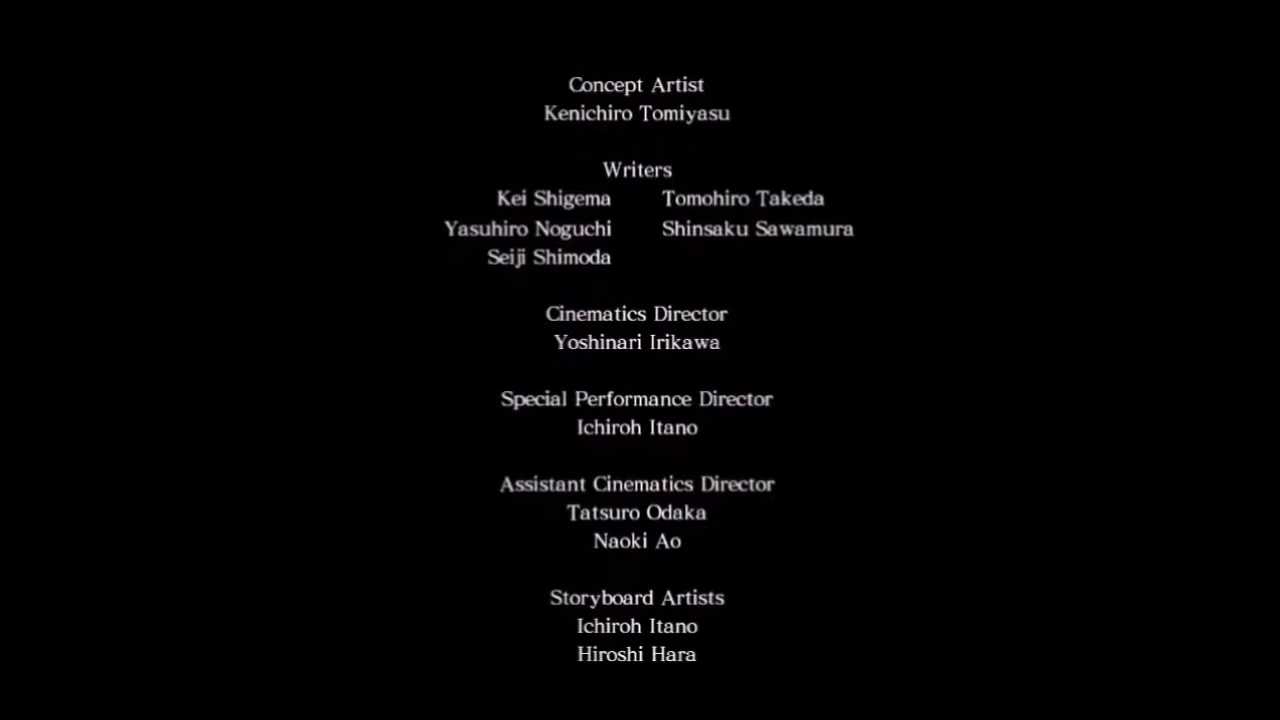 Concept Artist
Kenichiro Tomiyasu
Writers
Kei Shigema Tomohiro Takeda
Yasuhiro Noguchi Shinsaku Sawamura
Seiji Shimoda
Cinematics Director
Yoshinari Irikawa
Special Performance Director
Ichiroh Itano
Assistant Cinematics Director
Tatsuro Odaka
Naoki Ao
Storyboard Artists
Ichiroh Itano
Hiroshi Hara